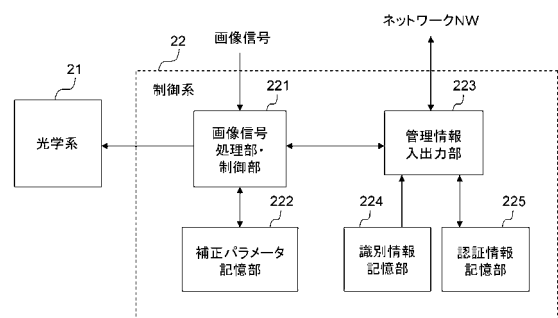 画像信号
ネットワークNW
22
21
制御系
221
223
光学系
画像信号
処理部・
制御部
管理情報
入出力部
222
224
225
補正パラメータ
記憶部
識別情報
記憶部
認証情報
記憶部